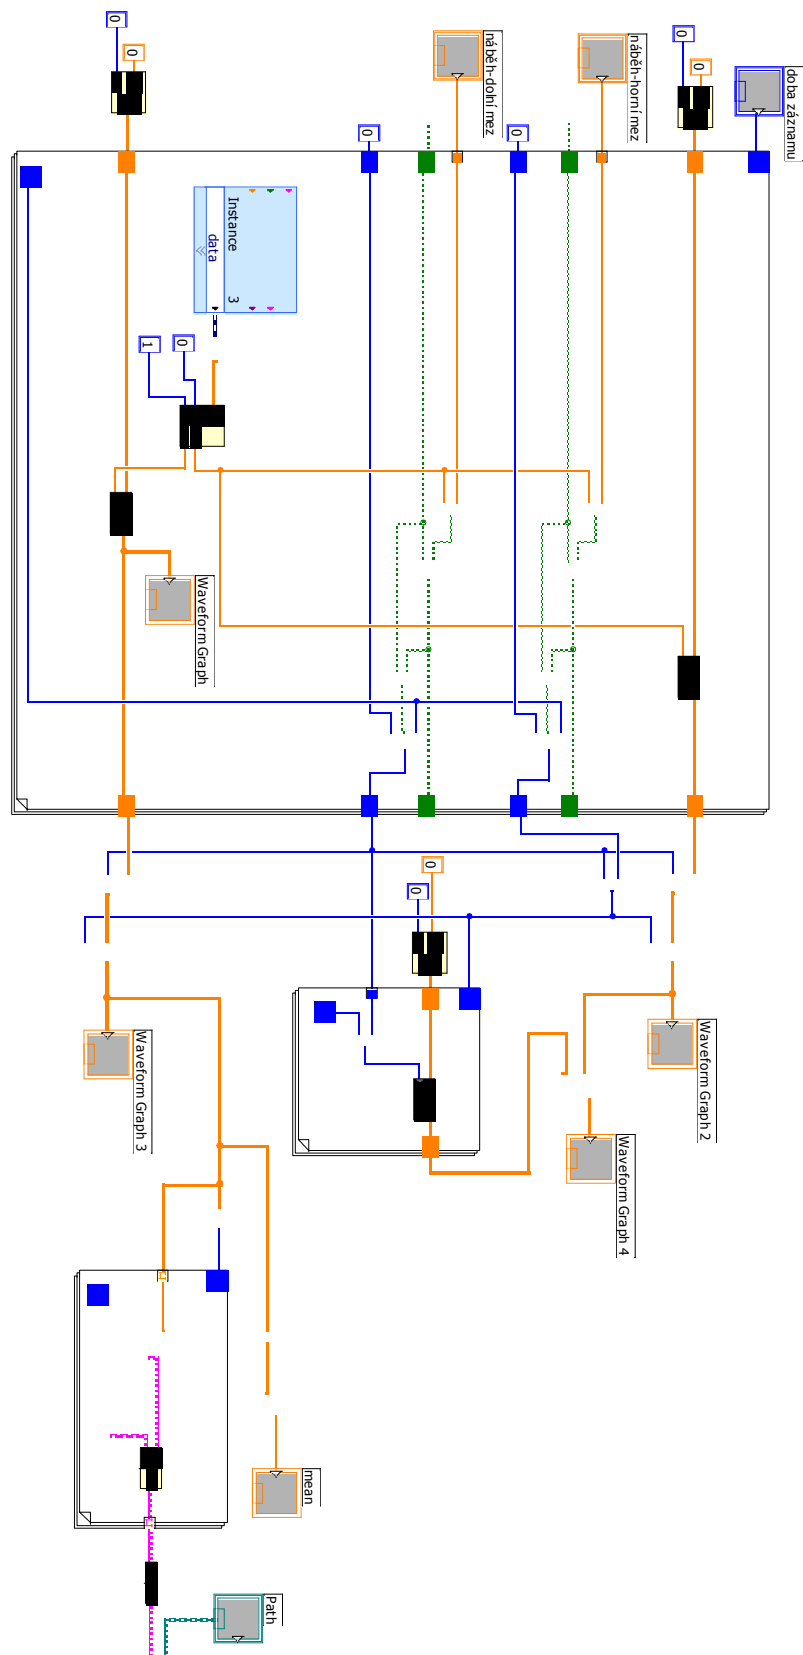 doba záznamu
0
0
náběh-horní mez
náběh-dolní mez
0
0
0
0
Instance
3
data
0
1
Waveform Graph
0
0
Waveform Graph 2
Waveform Graph 4
Waveform Graph 3
mean
Path